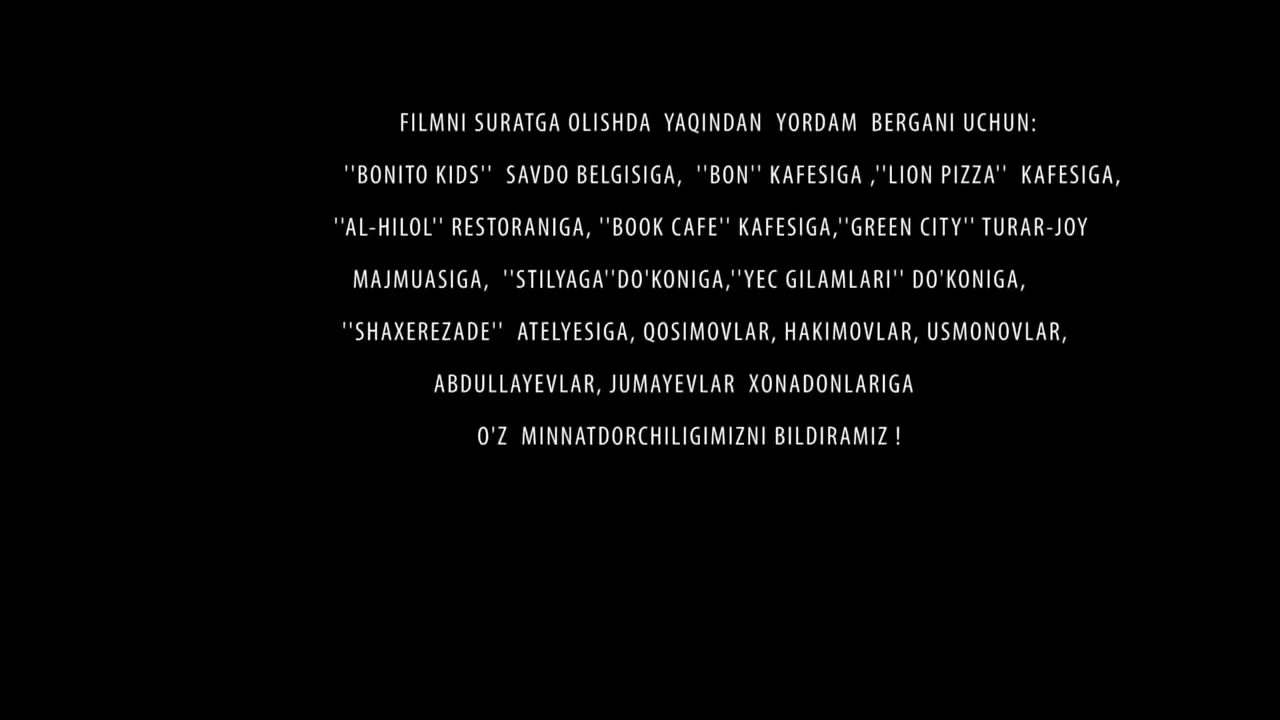 FILMNI SURATGA OLISHDA YAQINDAN YORDAM BERGANI UCHUN:
''BONITO KIDS'' SAVDO BELGISIGA, ''BON'' KAFESIGA ,''LION PIZZA'' KAFESIGA,
''AL-HILOL'' RESTORANIGA, ''BOOK CAFE'' KAFESIGA,''GREEN CITY'' TURAR-JOY
MAJMUASIGA, ''STILYAGA''DO'KONIGA,''YEC GILAMLARI'' DO'KONIGA,
''SHAXEREZADE'' ATELYESIGA, QOSIMOVLAR, HAKIMOVLAR, USMONOVLAR,
ABDULLAYEVLAR, JUMAYEVLAR XONADONLARIGA
O'Z MINNATDORCHILIGIMIZNI BILDIRAMIZ !